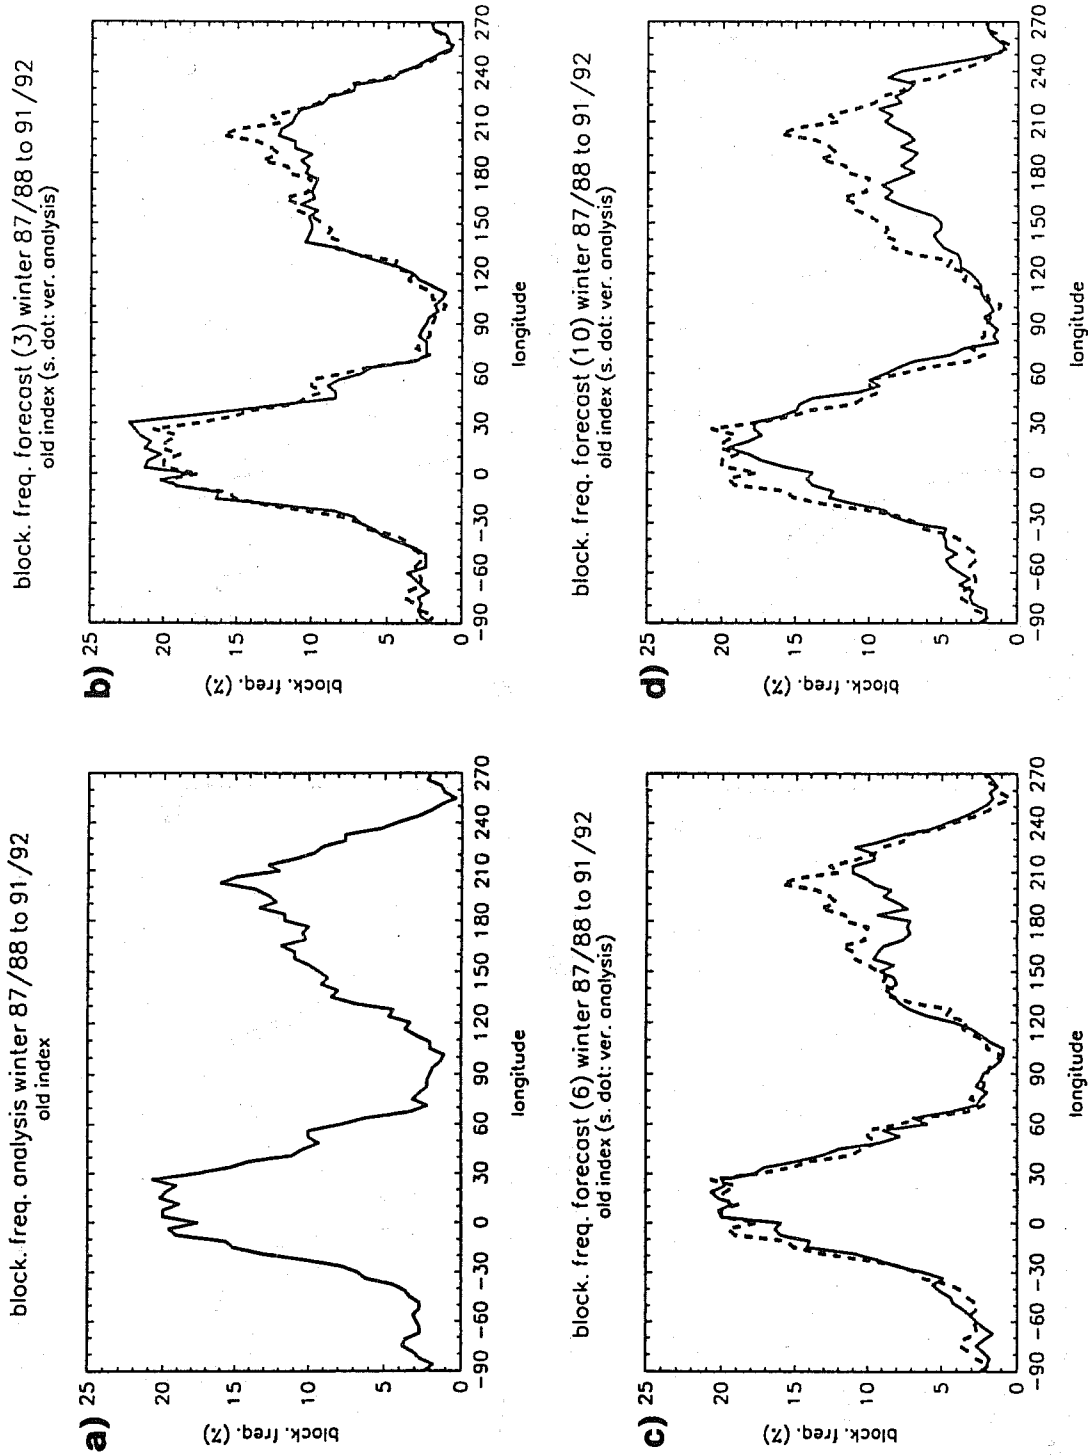 a)
block. freq. analysis winter 87/88 to 91/92
old index
block. freq. (%)
25
20
15
10
5
0
-90 -60 -30 0 30 60 90 120 150 180 210 240 270
longitude
b)
block. freq. forecast (3) winter 87/88 to 91/92
old index (s. dot: ver. analysis)
block. freq. (%)
25
20
15
10
5
0
-90 -60 -30 0 30 60 90 120 150 180 210 240 270
longitude
c)
block. freq. forecast (6) winter 87/88 to 91/92
old index (s. dot: ver. analysis)
block. freq. (%)
25
20
15
10
5
0
-90 -60 -30 0 30 60 90 120 150 180 210 240 270
longitude
d)
block. freq. forecast (10) winter 87/88 to 91/92
old index (s. dot: ver. analysis)
block. freq. (%)
25
20
15
10
5
0
-90 -60 -30 0 30 60 90 120 150 180 210 240 270
longitude